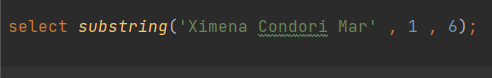 select substring('Ximena Condori Mar' , 1 , 6);